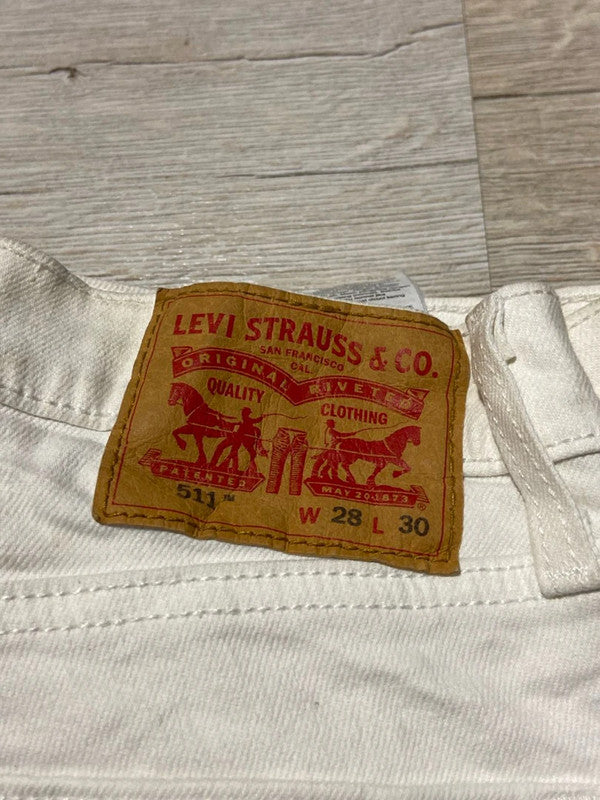 LEVI STRAUSS & CO.
SAN FRANCISCO
CAL.
ORIGINAL RIVETED
QUALITY CLOTHING
PATENTED MAY 20 1873 ®
511™ W 28 L 30